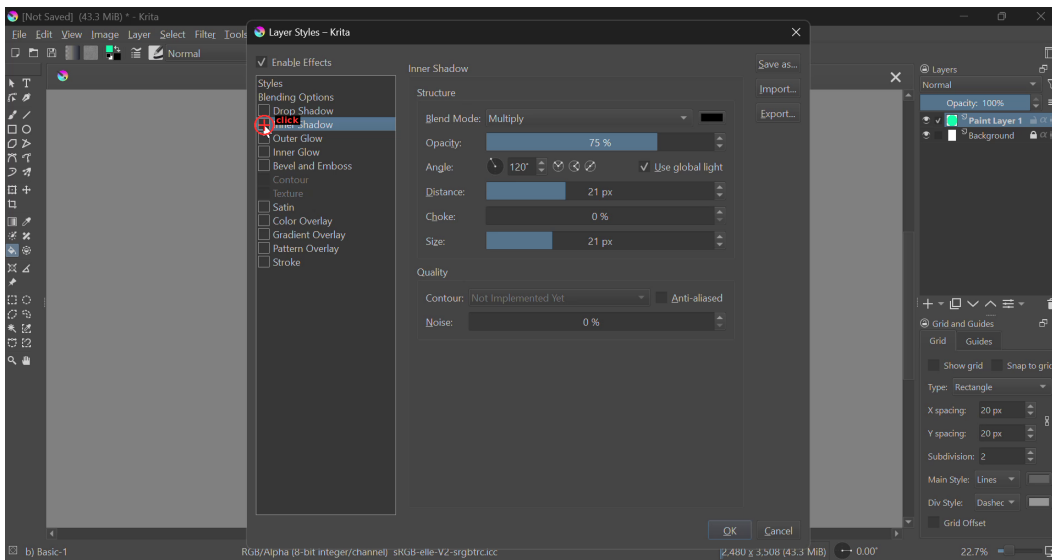 [Not Saved] (43.3 MiB) * - Krita
File Edit View Image Layer Select Filter Tools
Normal
Layer Styles – Krita
Enable Effects
Styles
Blending Options
Drop Shadow
click
Inner Shadow
Outer Glow
Inner Glow
Bevel and Emboss
Contour
Texture
Satin
Color Overlay
Gradient Overlay
Pattern Overlay
Stroke
Inner Shadow
Structure
Blend Mode: Multiply
Opacity: 75 %
Angle: 120° Use global light
Distance: 21 px
Choke: 0 %
Size: 21 px
Quality
Contour: Not Implemented Yet Anti-aliased
Noise: 0 %
Save as...
Import...
Export...
OK Cancel
Layers
Normal
Opacity: 100%
Paint Layer 1
Background
Grid and Guides
Grid Guides
Show grid Snap to grid
Type: Rectangle
X spacing: 20 px
Y spacing: 20 px
Subdivision: 2
Main Style: Lines
Div Style: Dashec
Grid Offset
b) Basic-1 RGB/Alpha (8-bit integer/channel) sRGB-elle-V2-srgbtrc.icc 2,480 x 3,508 (43.3 MiB) 0.00° 22.7%